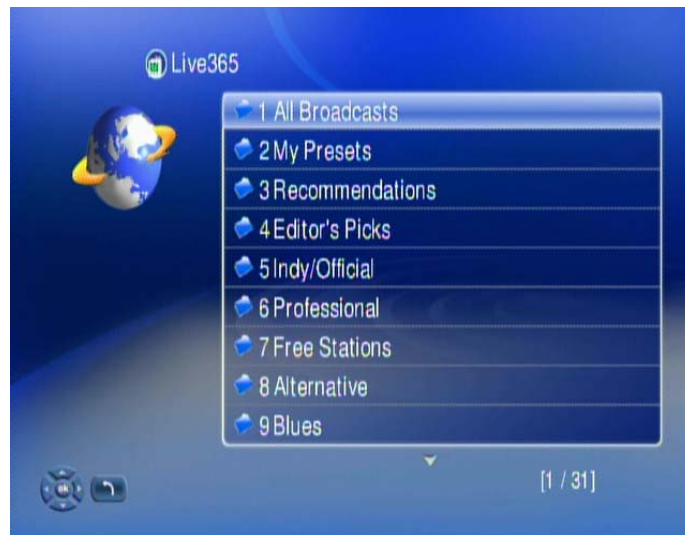 Live365
1 All Broadcasts
2 My Presets
3 Recommendations
4 Editor's Picks
5 Indy/Official
6 Professional
7 Free Stations
8 Alternative
9 Blues
[1 / 31]
ok